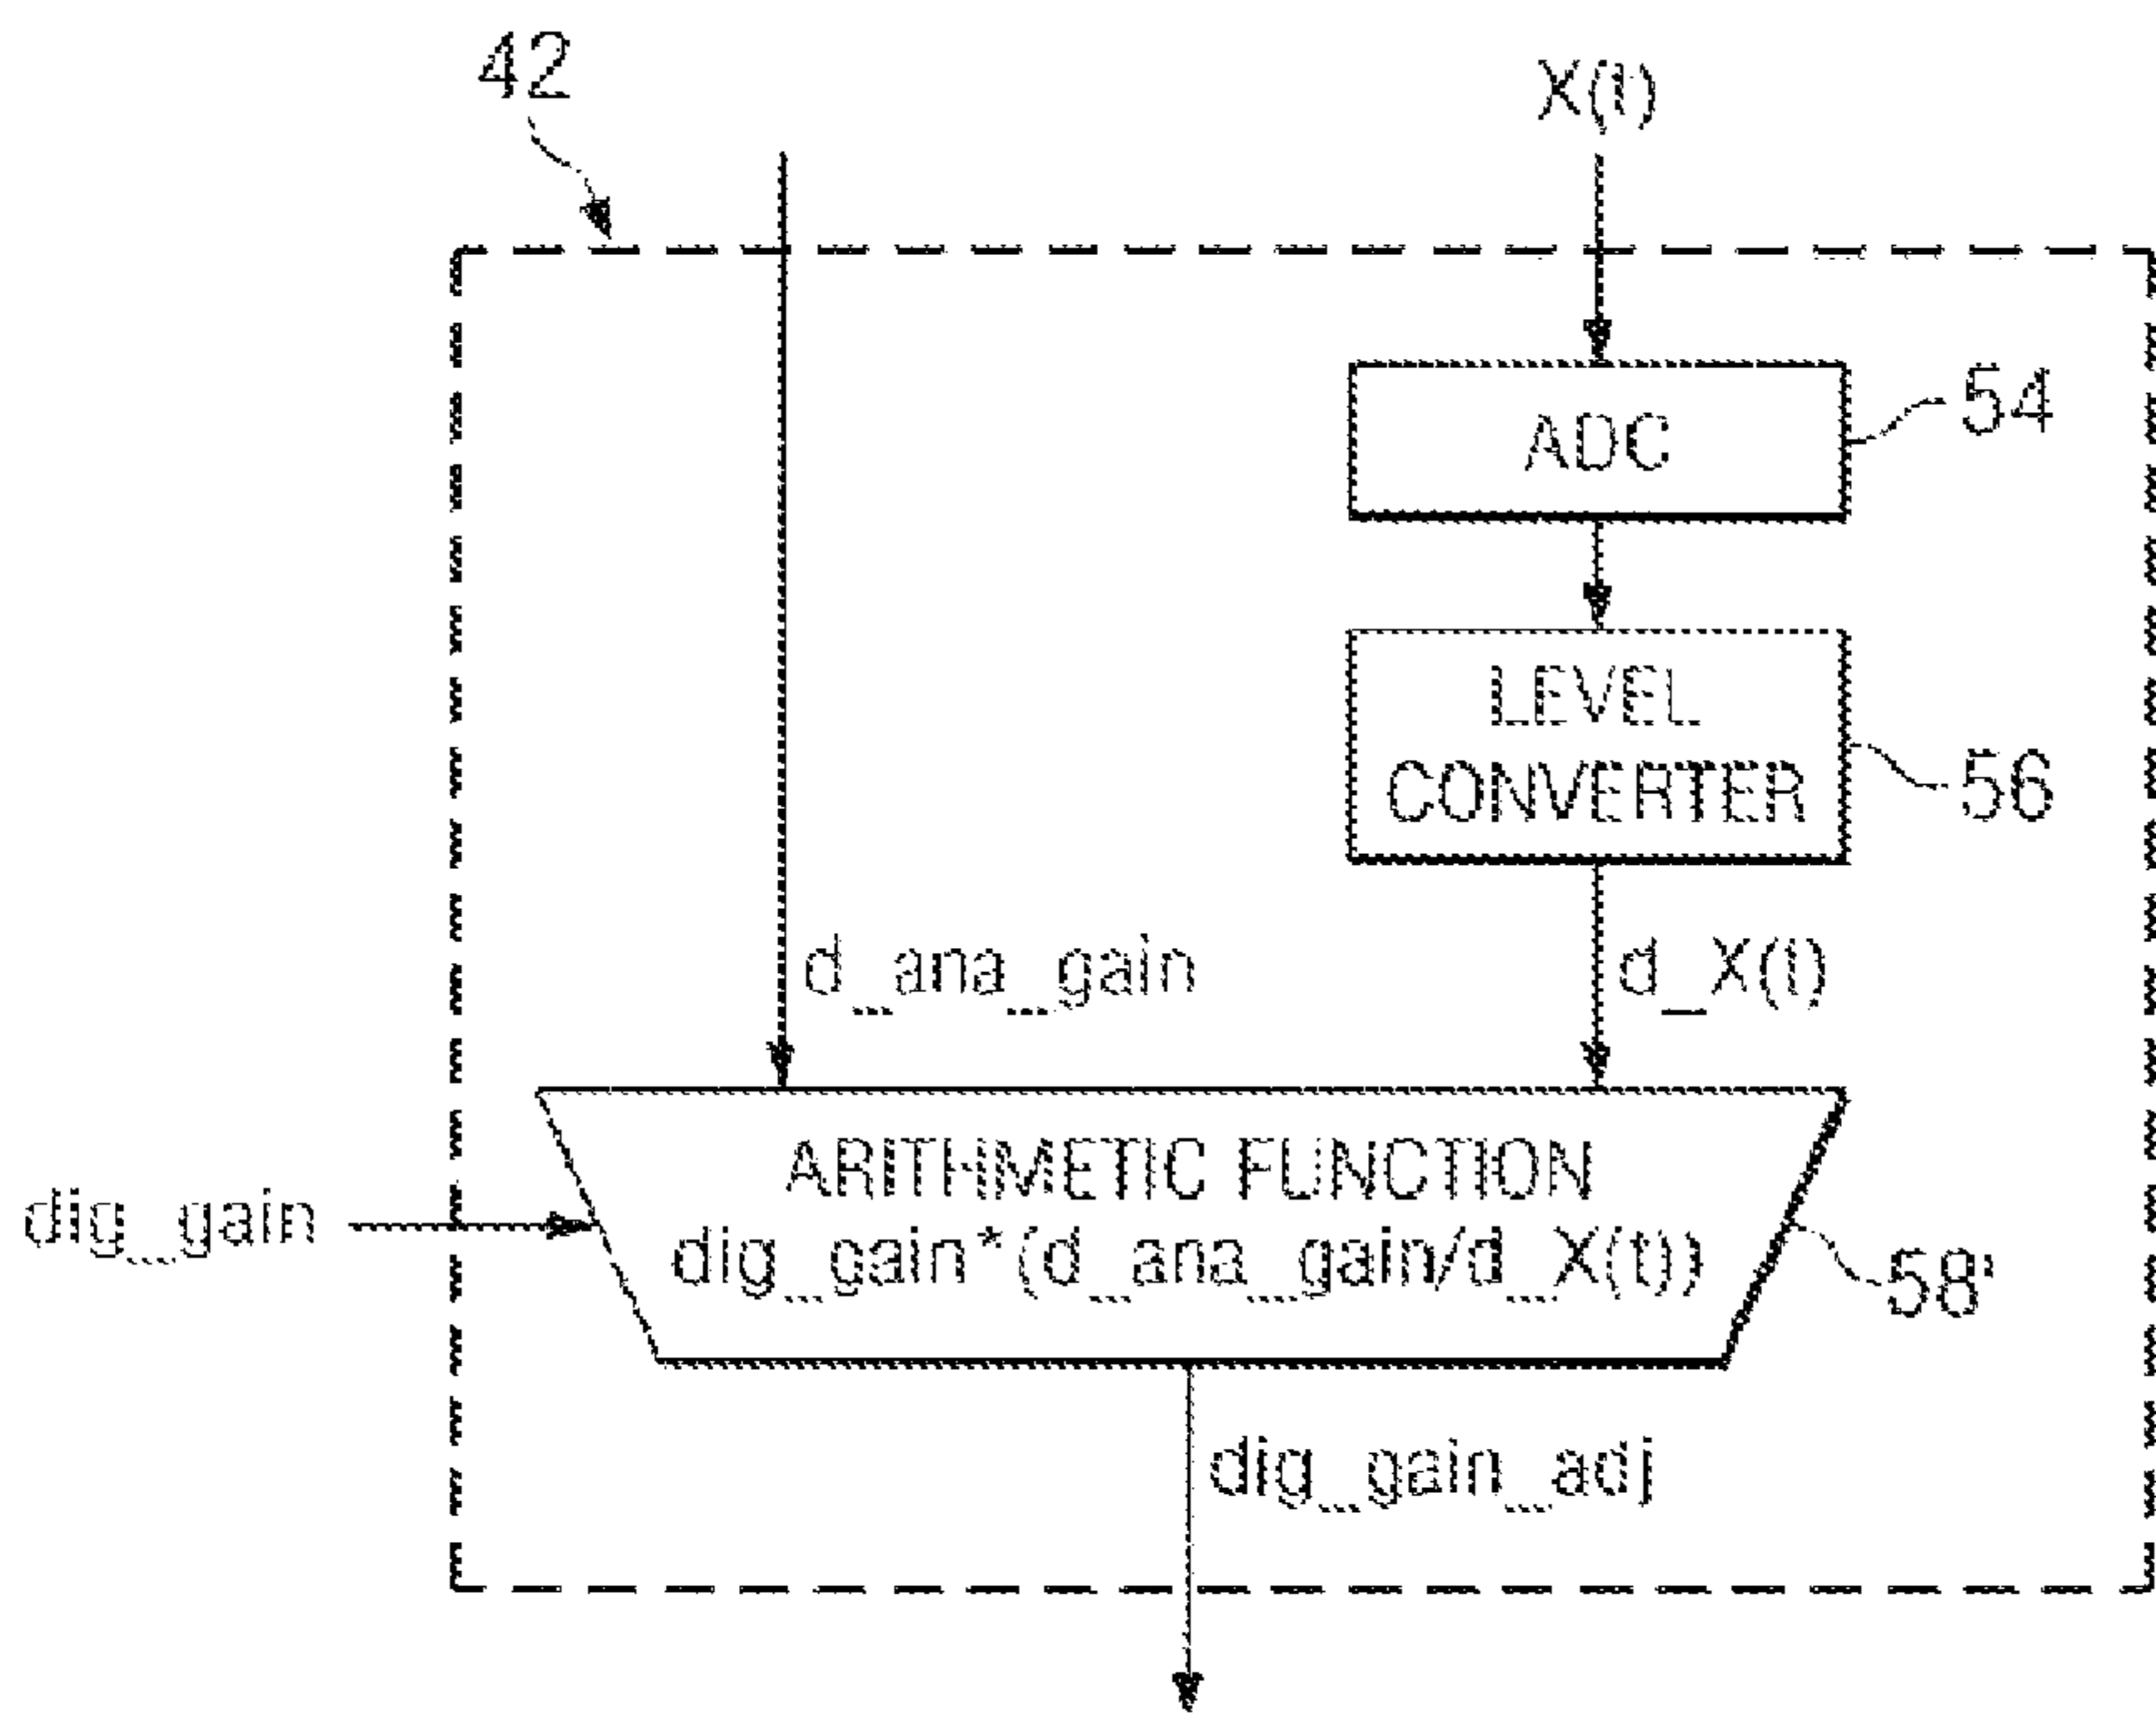 42
X(t)
ADC
54
LEVEL
CONVERTER
56
d_ana_gain
d_X(t)
ARITHMETIC FUNCTION
dig_gain*(d_ana_gain/d_X(t))
dig_gain
58'
dig_gain_adj